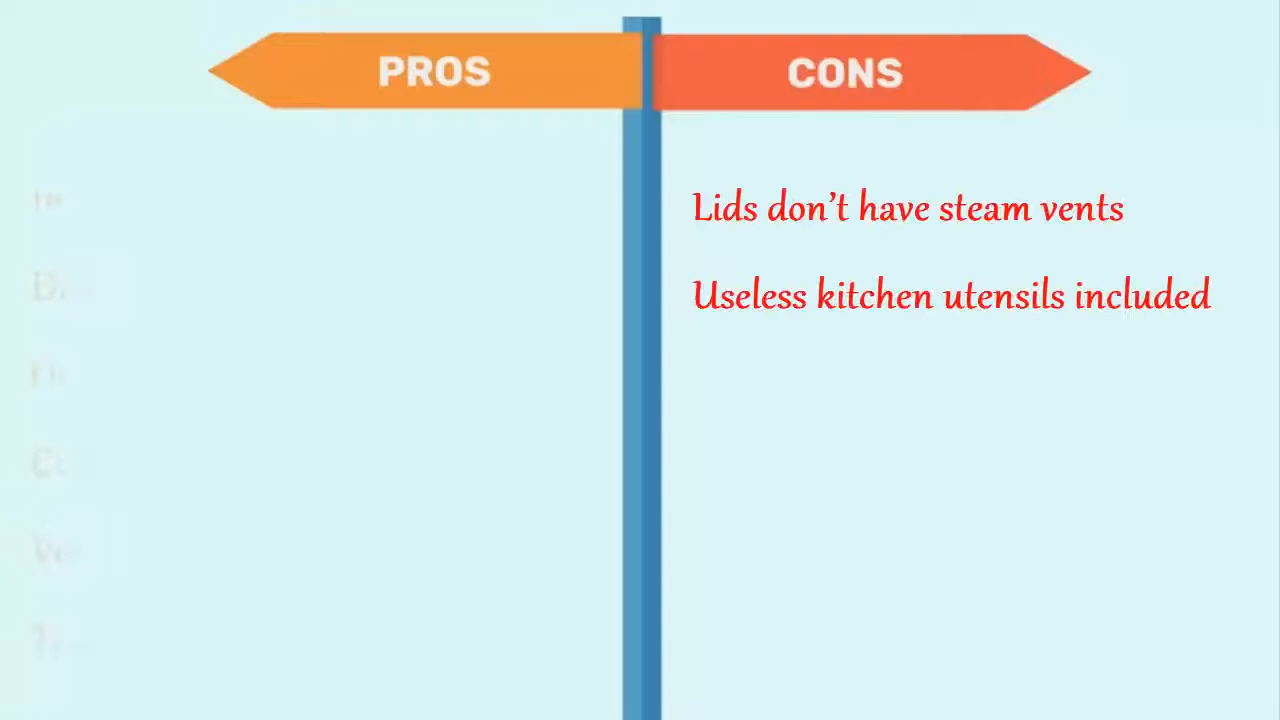 PROS
CONS
Lids don't have steam vents
Useless kitchen utensils included